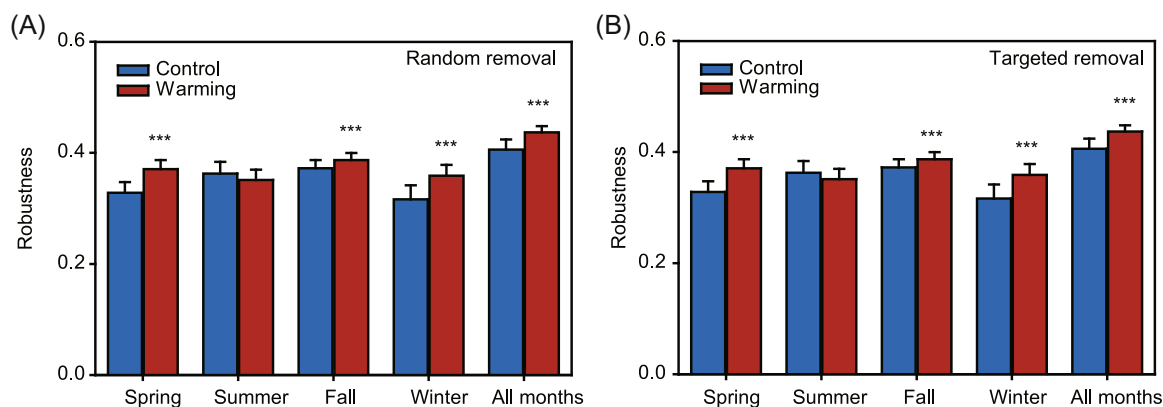 (A)
0.6
Control
Warming
Random removal
***
***
***
***
0.4
0.2
0.0
Robustness
Spring Summer Fall Winter All months
(B)
0.6
Control
Warming
Targeted removal
***
***
***
***
0.4
0.2
0.0
Robustness
Spring Summer Fall Winter All months